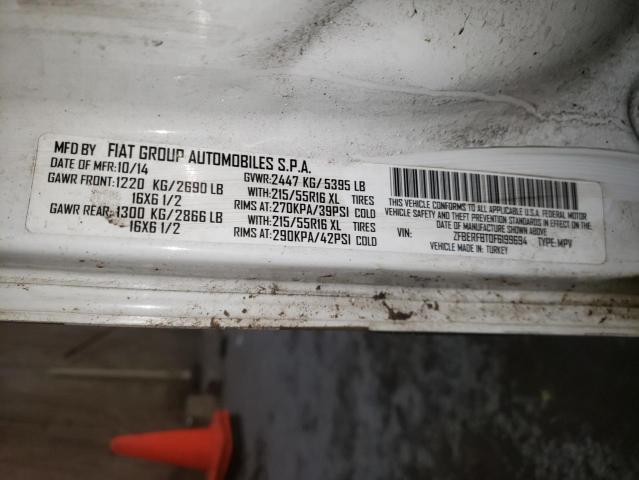 MFD BY FIAT GROUP AUTOMOBILES S.P.A.
DATE OF MFR:10/14 GVWR:2447 KG/ 5395 LB
GAWR FRONT:1220 KG/2690 LB WITH:215/55R16 XL TIRES
16X6 1/2 RIMS AT:270KPA/39PSI COLD
GAWR REAR:1300 KG/2866 LB WITH:215/55R16 XL TIRES
16X6 1/2 RIMS AT:290KPA/42PSI COLD
THIS VEHICLE CONFORMS TO ALL APPLICABLE U.S.A. FEDERAL MOTOR
VEHICLE SAFETY AND THEFT PREVENTION STANDARDS IN EFFECT ON THE
DATE OF MANUFACTURE SHOWN ABOVE
VIN: ZFBERFBT0F6199694 TYPE: MPV
VEHICLE MADE IN: TURKEY